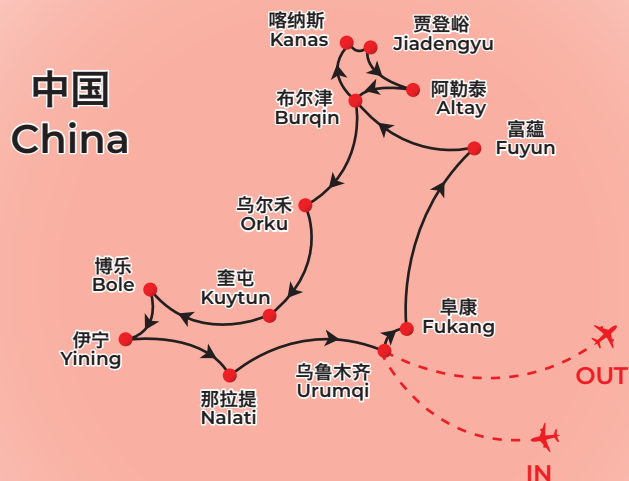 中国
China
喀纳斯
Kanas
贾登峪
Jiadengyu
布尔津
Burqin
阿勒泰
Altay
富蕴
Fuyun
乌尔禾
Orku
博乐
Bole
奎屯
Kuytun
伊宁
Yining
那拉提
Nalati
乌鲁木齐
Urumqi
阜康
Fukang
OUT
IN